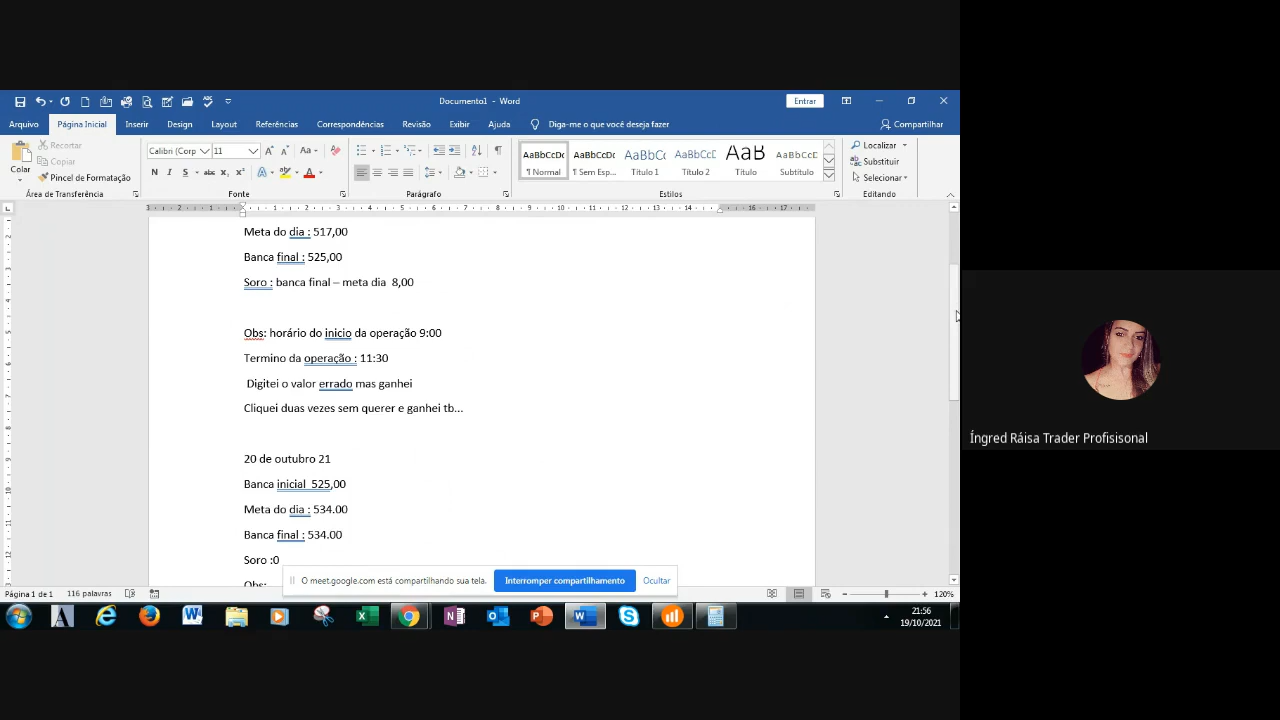 Documento1 - Word
Entrar
Arquivo
Página Inicial
Inserir
Design
Layout
Referências
Correspondências
Revisão
Exibir
Ajuda
Diga-me o que você deseja fazer
Compartilhar
Colar
Recortar
Copiar
Pincel de Formatação
Área de Transferência
Calibri (Corp
11
Fonte
Parágrafo
AaBbCcDc
¶ Normal
AaBbCcDc
¶ Sem Esp...
AaBbCc
Título 1
AaBbCcD
Título 2
AaB
Título
AaBbCcD
Subtítulo
Estilos
Localizar
Substituir
Selecionar
Editando
Meta do dia : 517,00
Banca final : 525,00
Soro : banca final – meta dia 8,00
Obs: horário do inicio da operação 9:00
Termino da operação : 11:30
Digitei o valor errado mas ganhei
Cliquei duas vezes sem querer e ganhei tb...
20 de outubro 21
Banca inicial 525,00
Meta do dia : 534.00
Banca final : 534.00
Soro :0
Obs:
O meet.google.com está compartilhando sua tela.
Interromper compartilhamento
Ocultar
Página 1 de 1
116 palavras
120%
21:56
19/10/2021
Íngred Ráisa Trader Profisisonal